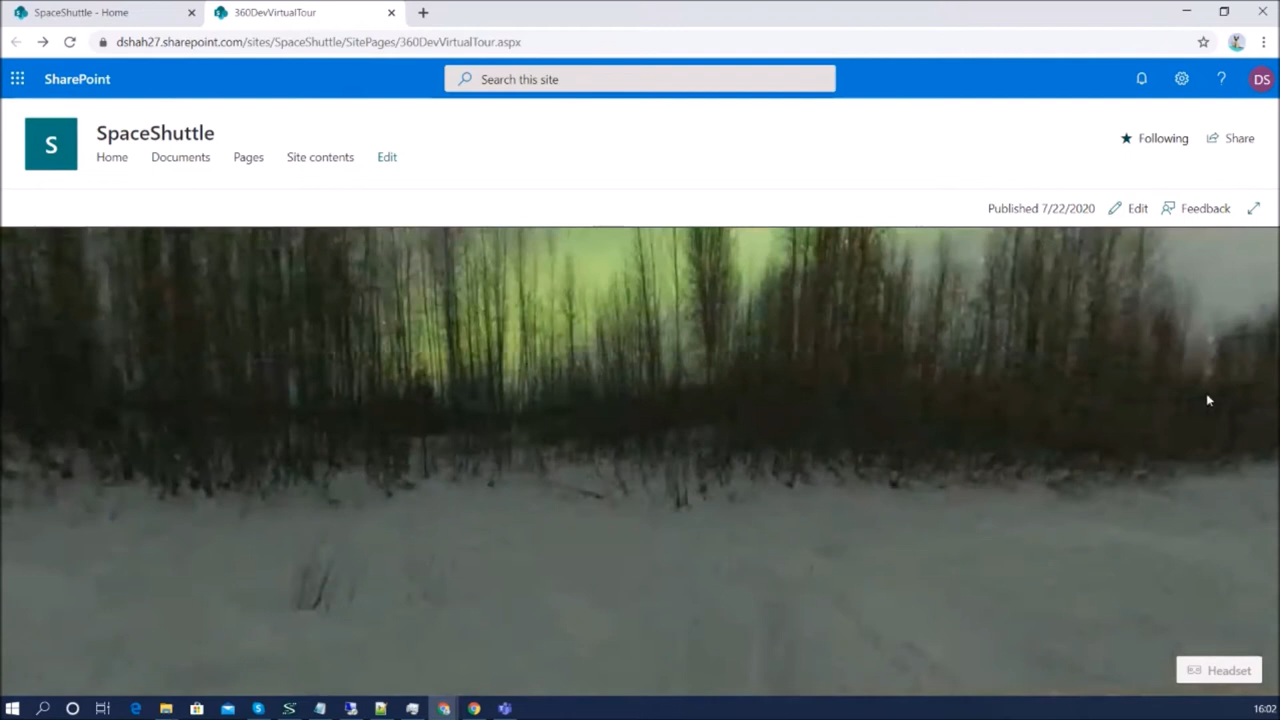 SpaceShuttle - Home
360DevVirtualTour
dshah27.sharepoint.com/sites/SpaceShuttle/SitePages/360DevVirtualTour.aspx
SharePoint
Search this site
DS
S
SpaceShuttle
Home Documents Pages Site contents Edit
Following Share
Published 7/22/2020 Edit Feedback
Headset
16:02